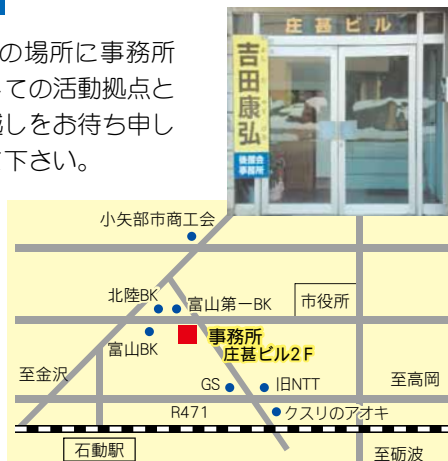 の場所に事務所
ての活動拠点と
越しをお待ち申し
下さい。
庄甚ビル
吉田康弘
後援会
事務所
小矢部市商工会
北陸BK
富山第一BK
市役所
富山BK
事務所
庄甚ビル2F
至金沢
GS
旧NTT
至高岡
R471
クスリのアオキ
石動駅
至砺波